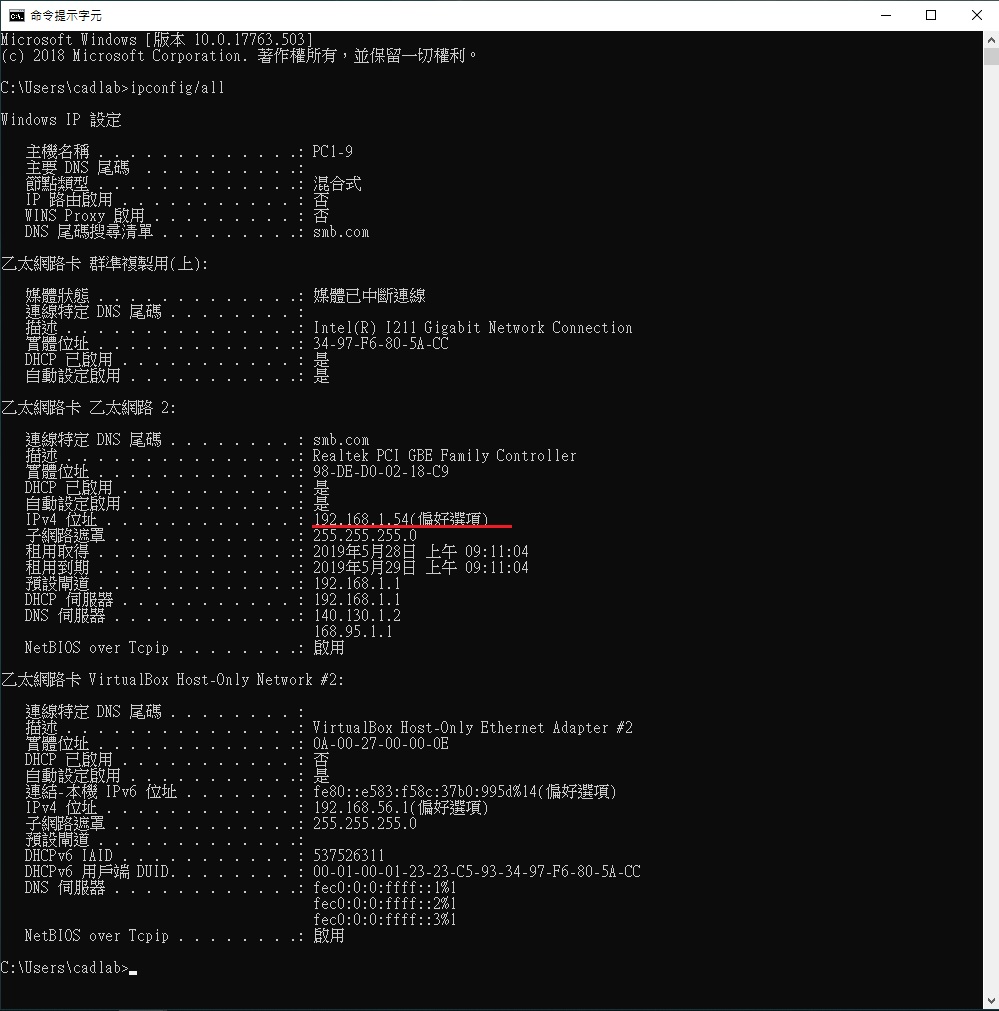 命令提示字元
Microsoft Windows [版本 10.0.17763.503]
(c) 2018 Microsoft Corporation. 著作權所有，並保留一切權利。
C:\Users\cadlab>ipconfig/all
Windows IP 設定
主機名稱 . . . . . . . . . . . . .: PC1-9
主要 DNS 尾碼 . . . . . . . . . . .:
節點類型 . . . . . . . . . . . . .: 混合式
IP 路由啟用 . . . . . . . . . . . .: 否
WINS Proxy 啟用 . . . . . . . . . .: 否
DNS 尾碼搜尋清單 . . . . . . . . .: smb.com
乙太網路卡 群準複製用(上):
媒體狀態 . . . . . . . . . . . . .: 媒體已中斷連線
連線特定 DNS 尾碼 . . . . . . . . .:
描述 . . . . . . . . . . . . . . .: Intel(R) I211 Gigabit Network Connection
實體位址 . . . . . . . . . . . . .: 34-97-F6-80-5A-CC
DHCP 已啟用 . . . . . . . . . . . .: 是
自動設定啟用 . . . . . . . . . . .: 是
乙太網路卡 乙太網路 2:
連線特定 DNS 尾碼 . . . . . . . . .: smb.com
描述 . . . . . . . . . . . . . . .: Realtek PCI GBE Family Controller
實體位址 . . . . . . . . . . . . .: 98-DE-D0-02-18-C9
DHCP 已啟用 . . . . . . . . . . . .: 是
自動設定啟用 . . . . . . . . . . .: 是
IPv4 位址 . . . . . . . . . . . . .: 192.168.1.54(偏好選項)
子網路遮罩 . . . . . . . . . . . .: 255.255.255.0
租用取得 . . . . . . . . . . . . .: 2019年5月28日 上午 09:11:04
租用到期 . . . . . . . . . . . . .: 2019年5月29日 上午 09:11:04
預設閘道 . . . . . . . . . . . . .: 192.168.1.1
DHCP 伺服器 . . . . . . . . . . . .: 192.168.1.1
DNS 伺服器 . . . . . . . . . . . .: 140.130.1.2
168.95.1.1
NetBIOS over Tcpip . . . . . . . .: 啟用
乙太網路卡 VirtualBox Host-Only Network #2:
連線特定 DNS 尾碼 . . . . . . . . .:
描述 . . . . . . . . . . . . . . .: VirtualBox Host-Only Ethernet Adapter #2
實體位址 . . . . . . . . . . . . .: 0A-00-27-00-00-0E
DHCP 已啟用 . . . . . . . . . . . .: 否
自動設定啟用 . . . . . . . . . . .: 是
連結-本機 IPv6 位址 . . . . . . . .: fe80::e583:f58c:37b0:995d%14(偏好選項)
IPv4 位址 . . . . . . . . . . . . .: 192.168.56.1(偏好選項)
子網路遮罩 . . . . . . . . . . . .: 255.255.255.0
預設閘道 . . . . . . . . . . . . .:
DHCPv6 IAID . . . . . . . . . . . .: 537526311
DHCPv6 用戶端 DUID. . . . . . . . .: 00-01-00-01-23-23-C5-93-34-97-F6-80-5A-CC
DNS 伺服器 . . . . . . . . . . . .: fec0:0:0:ffff::1%1
fec0:0:0:ffff::2%1
fec0:0:0:ffff::3%1
NetBIOS over Tcpip . . . . . . . .: 啟用
C:\Users\cadlab>